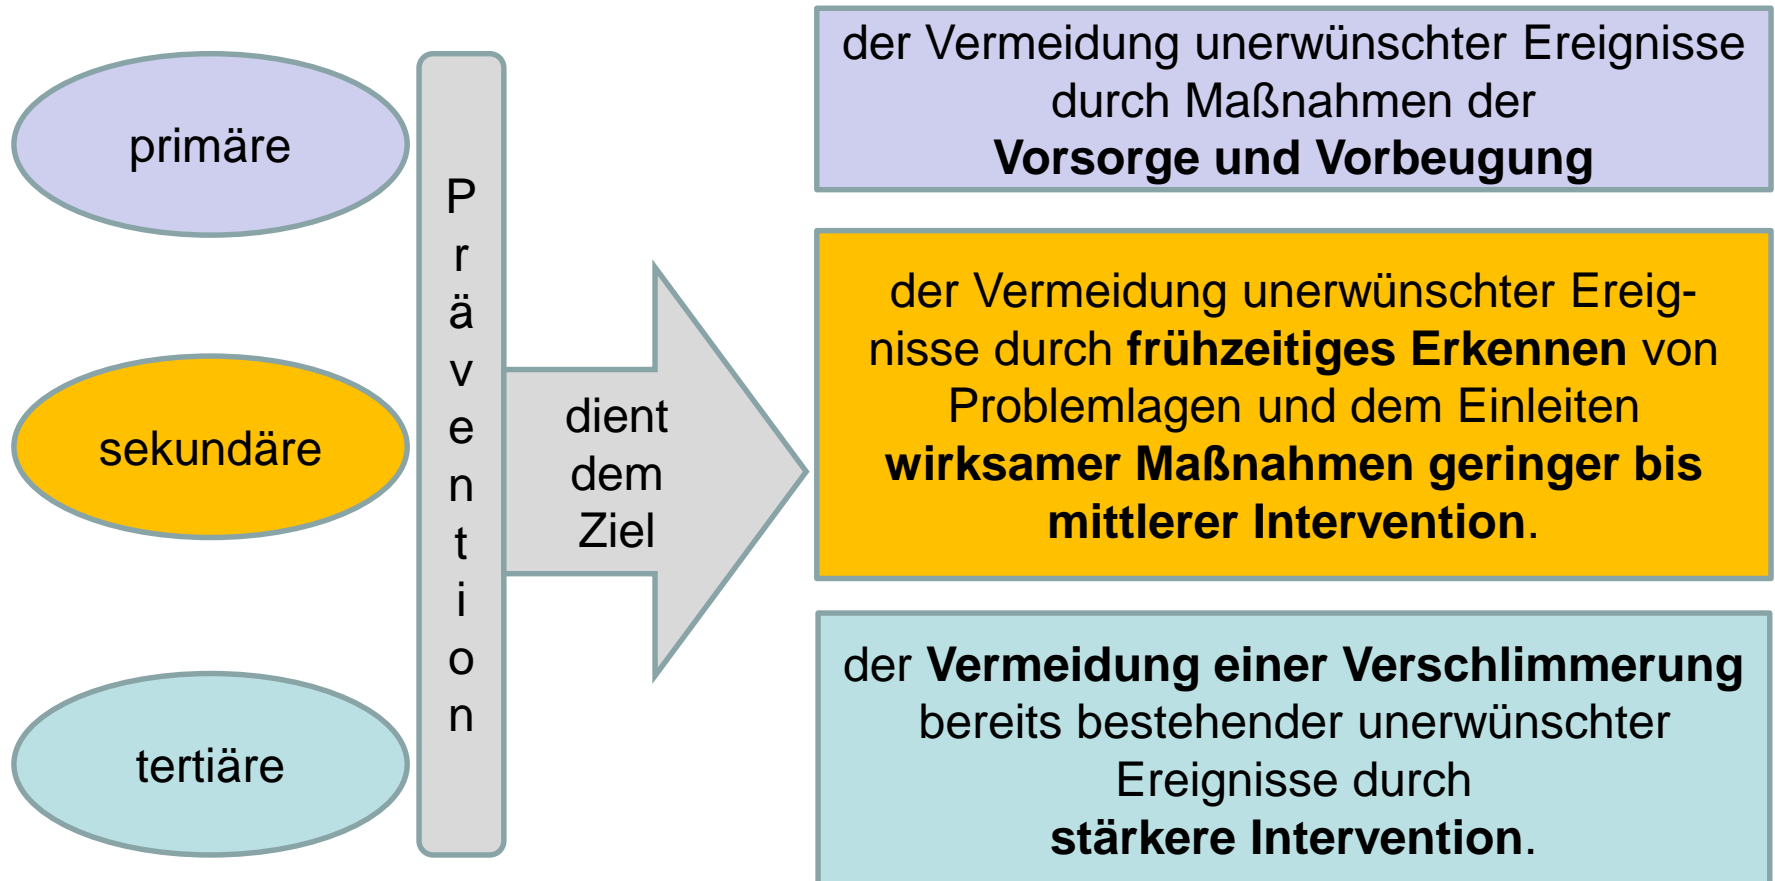 primäre
sekundäre
tertiäre
Prävention
dient
dem
Ziel
der Vermeidung unerwünschter Ereignisse
durch Maßnahmen der
Vorsorge und Vorbeugung
der Vermeidung unerwünschter Ereig-
nisse durch frühzeitiges Erkennen von
Problemlagen und dem Einleiten
wirksamer Maßnahmen geringer bis
mittlerer Intervention.
der Vermeidung einer Verschlimmerung
bereits bestehender unerwünschter
Ereignisse durch
stärkere Intervention.